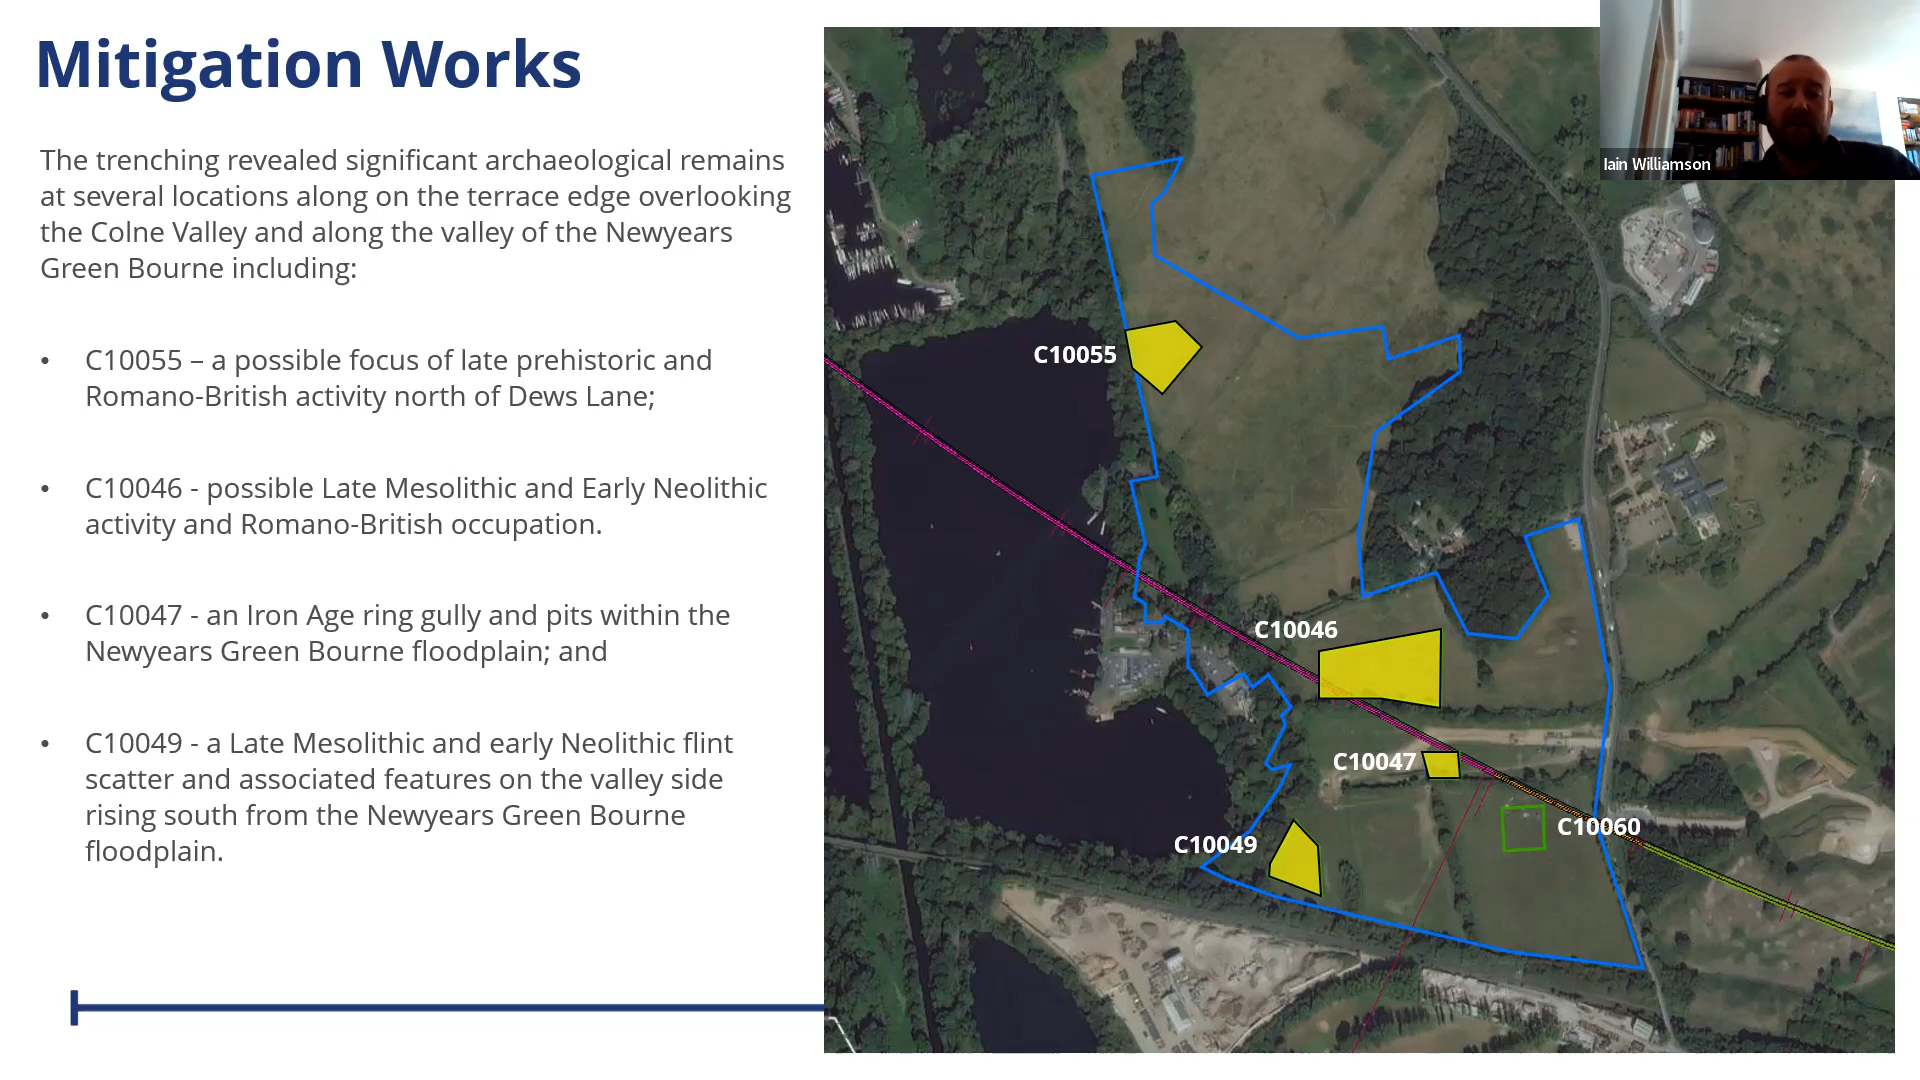 Mitigation Works
The trenching revealed significant archaeological remains
at several locations along on the terrace edge overlooking
the Colne Valley and along the valley of the Newyears
Green Bourne including:
• C10055 – a possible focus of late prehistoric and
Romano-British activity north of Dews Lane;
• C10046 - possible Late Mesolithic and Early Neolithic
activity and Romano-British occupation.
• C10047 - an Iron Age ring gully and pits within the
Newyears Green Bourne floodplain; and
• C10049 - a Late Mesolithic and early Neolithic flint
scatter and associated features on the valley side
rising south from the Newyears Green Bourne
floodplain.
Iain Williamson
C10055
C10046
C10047
C10060
C10049